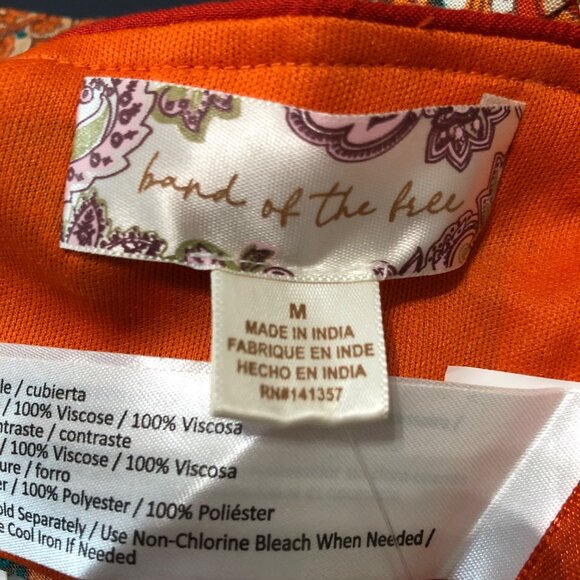 band of the free
M
MADE IN INDIA
FABRIQUE EN INDE
HECHO EN INDIA
RN#141357
/ cubierta
/ 100% Viscose / 100% Viscosa
/ contraste
/ 100% Viscose / 100% Viscosa
/ forro
/ 100% Polyester / 100% Poliéster
Separately / Use Non-Chlorine Bleach When Needed /
Cool Iron If Needed